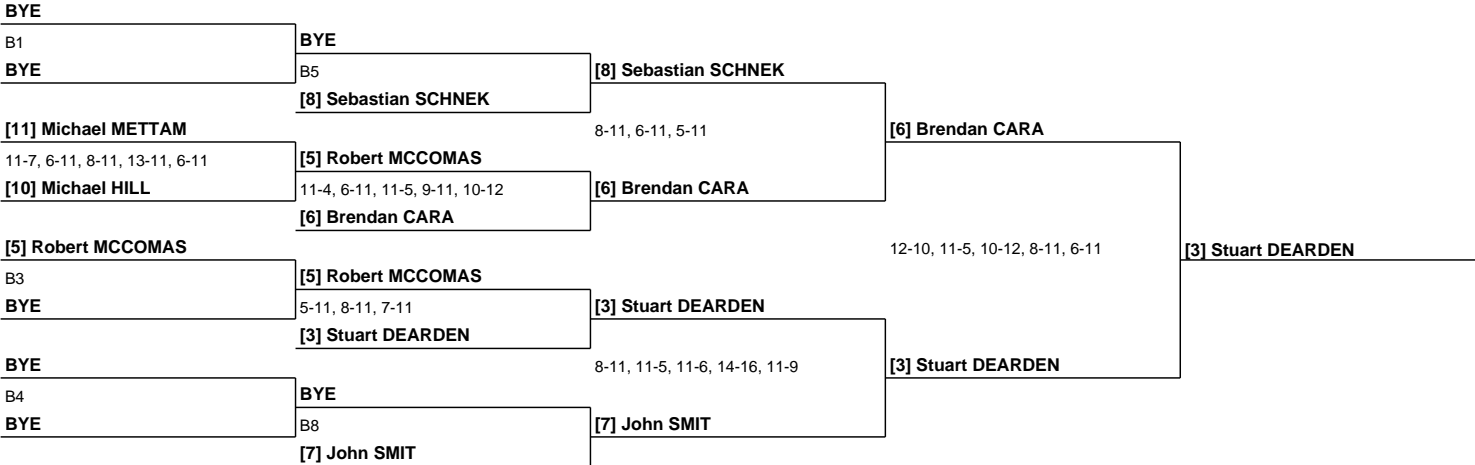 BYE
B1
BYE
BYE
B5
[8] Sebastian SCHNEK
[8] Sebastian SCHNEK
[11] Michael METTAM
8-11, 6-11, 5-11
[6] Brendan CARA
11-7, 6-11, 8-11, 13-11, 6-11
[5] Robert MCCOMAS
[10] Michael HILL
11-4, 6-11, 11-5, 9-11, 10-12
[6] Brendan CARA
[6] Brendan CARA
[5] Robert MCCOMAS
12-10, 11-5, 10-12, 8-11, 6-11
[3] Stuart DEARDEN
B3
[5] Robert MCCOMAS
BYE
5-11, 8-11, 7-11
[3] Stuart DEARDEN
[3] Stuart DEARDEN
BYE
8-11, 11-5, 11-6, 14-16, 11-9
[3] Stuart DEARDEN
B4
BYE
BYE
B8
[7] John SMIT
[7] John SMIT